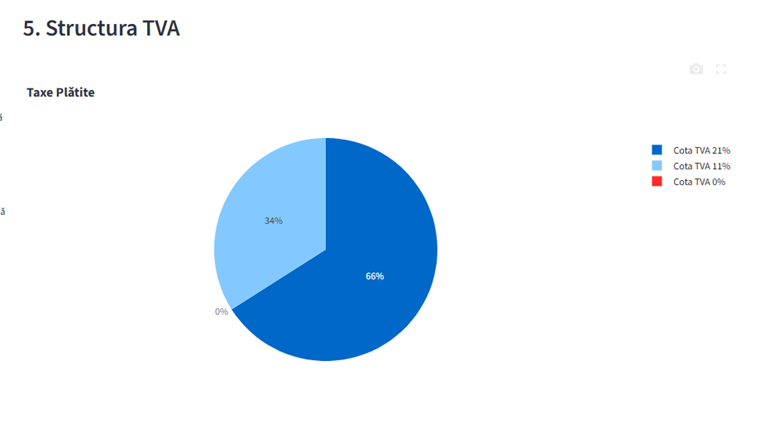 5. Structura TVA
Taxe Plătite
ă
ă
Cota TVA 21%
Cota TVA 11%
Cota TVA 0%
34%
66%
0%